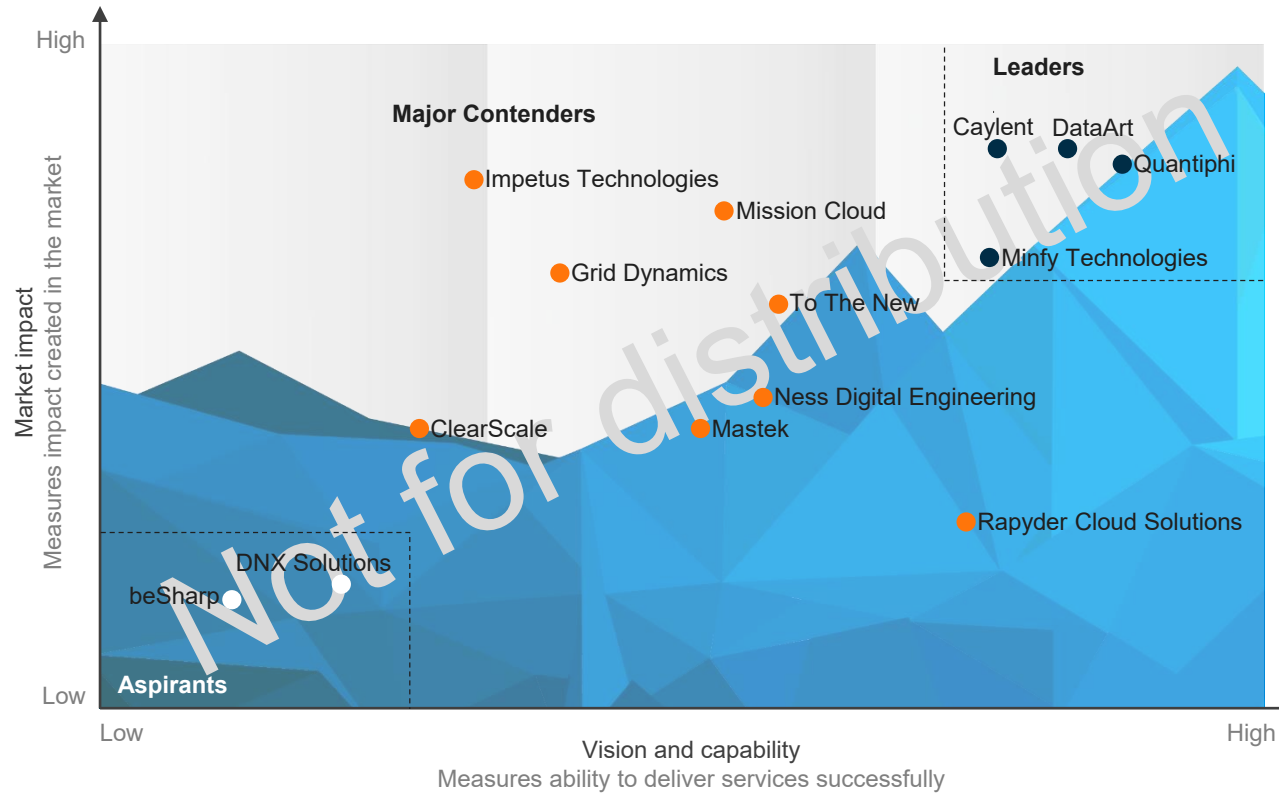 High
Leaders
Major Contenders
Caylent
DataArt
Quantiphi
Impetus Technologies
Mission Cloud
Minfy Technologies
Grid Dynamics
To The New
Ness Digital Engineering
ClearScale
Mastek
Rapyder Cloud Solutions
DNX Solutions
beSharp
Aspirants
Market impact
Measures impact created in the market
Low
Low
High
Vision and capability
Measures ability to deliver services successfully
Not for distribution